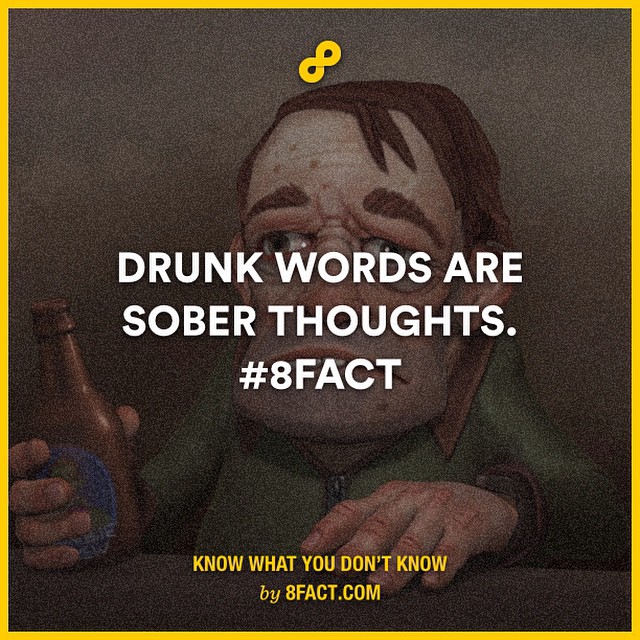 DRUNK WORDS ARE
SOBER THOUGHTS.
#8FACT
KNOW WHAT YOU DON'T KNOW
by 8FACT.COM